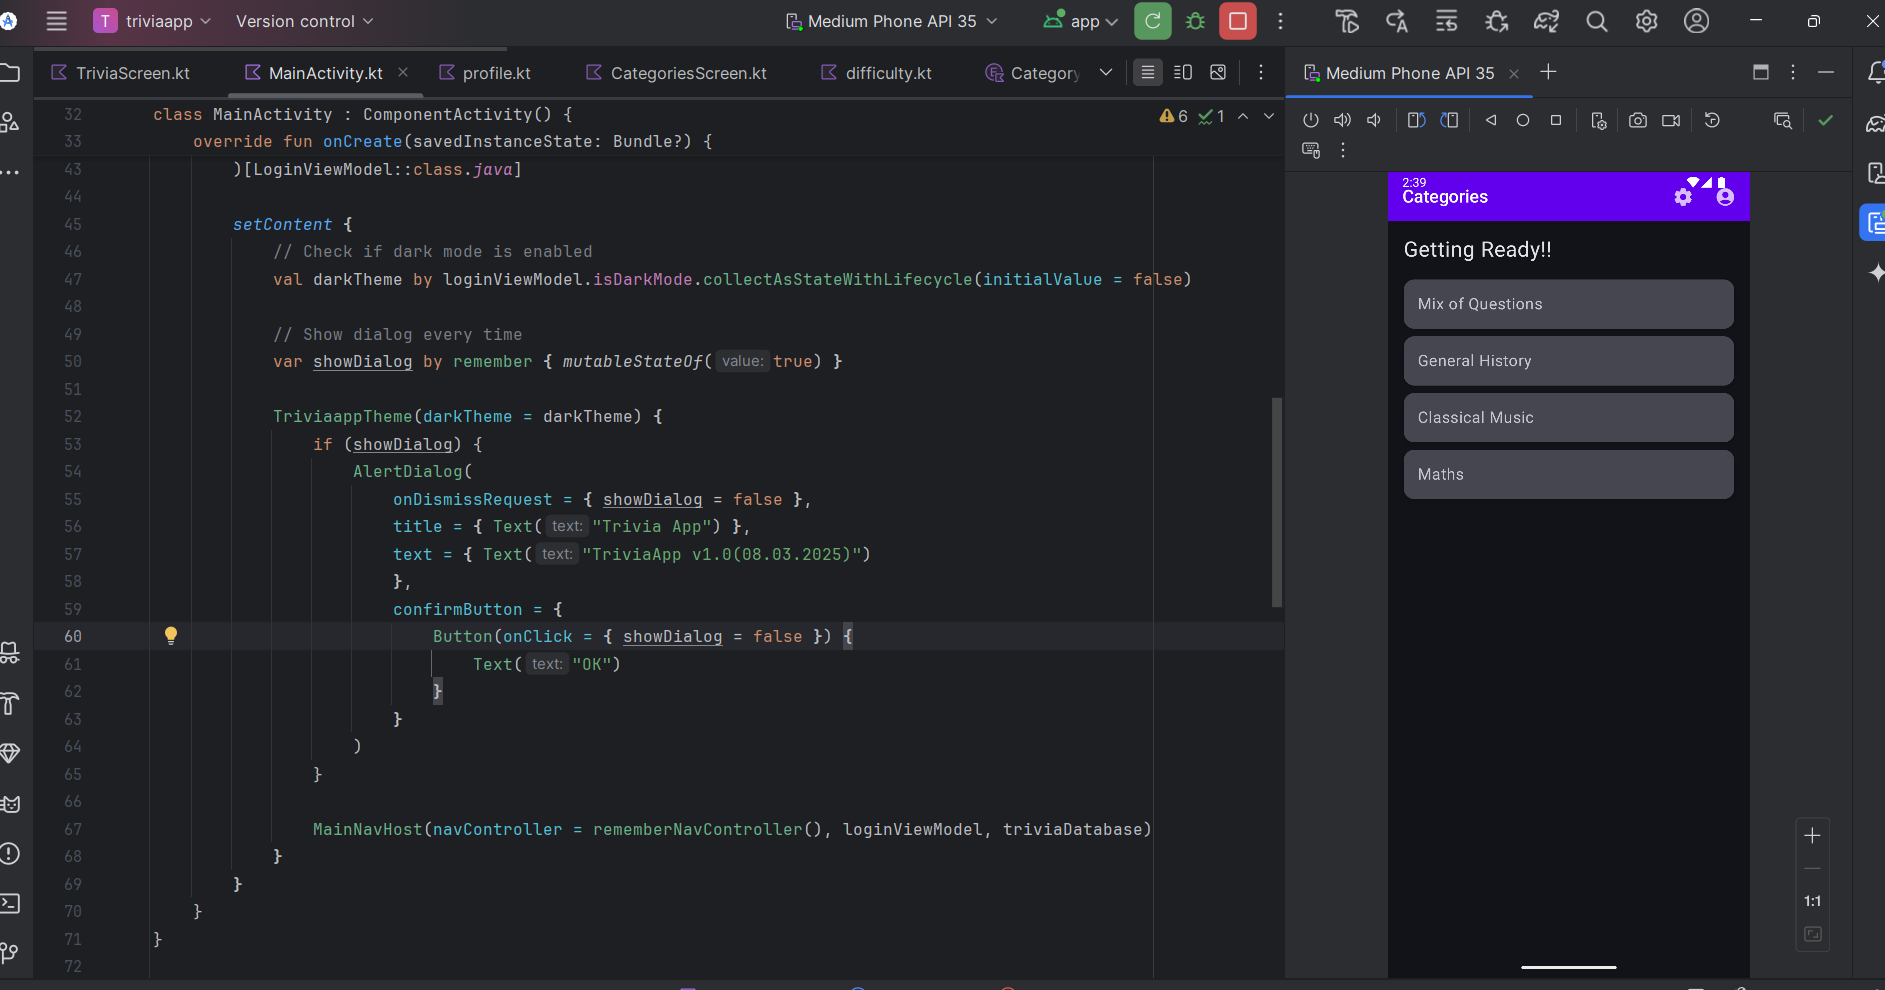 T triviaapp Version control Medium Phone API 35 app
TriviaScreen.kt MainActivity.kt profile.kt CategoriesScreen.kt difficulty.kt Category
Medium Phone API 35
32 class MainActivity : ComponentActivity() {
6 1
33 override fun onCreate(savedInstanceState: Bundle?) {
43 )[LoginViewModel::class.java]
44
45 setContent {
46 // Check if dark mode is enabled
47 val darkTheme by loginViewModel.isDarkMode.collectAsStateWithLifecycle(initialValue = false)
48
49 // Show dialog every time
50 var showDialog by remember { mutableStateOf( value: true) }
51
52 TriviaappTheme(darkTheme = darkTheme) {
53 if (showDialog) {
54 AlertDialog(
55 onDismissRequest = { showDialog = false },
56 title = { Text( text: "Trivia App") },
57 text = { Text( text: "TriviaApp v1.0(08.03.2025)")
58 },
59 confirmButton = {
60 Button(onClick = { showDialog = false }) {
61 Text( text: "OK")
62 }
63 }
64 )
65 }
66
67 MainNavHost(navController = rememberNavController(), loginViewModel, triviaDatabase)
68 }
69 }
70 }
71 }
72
2:39
Categories
Getting Ready!!
Mix of Questions
General History
Classical Music
Maths
1:1